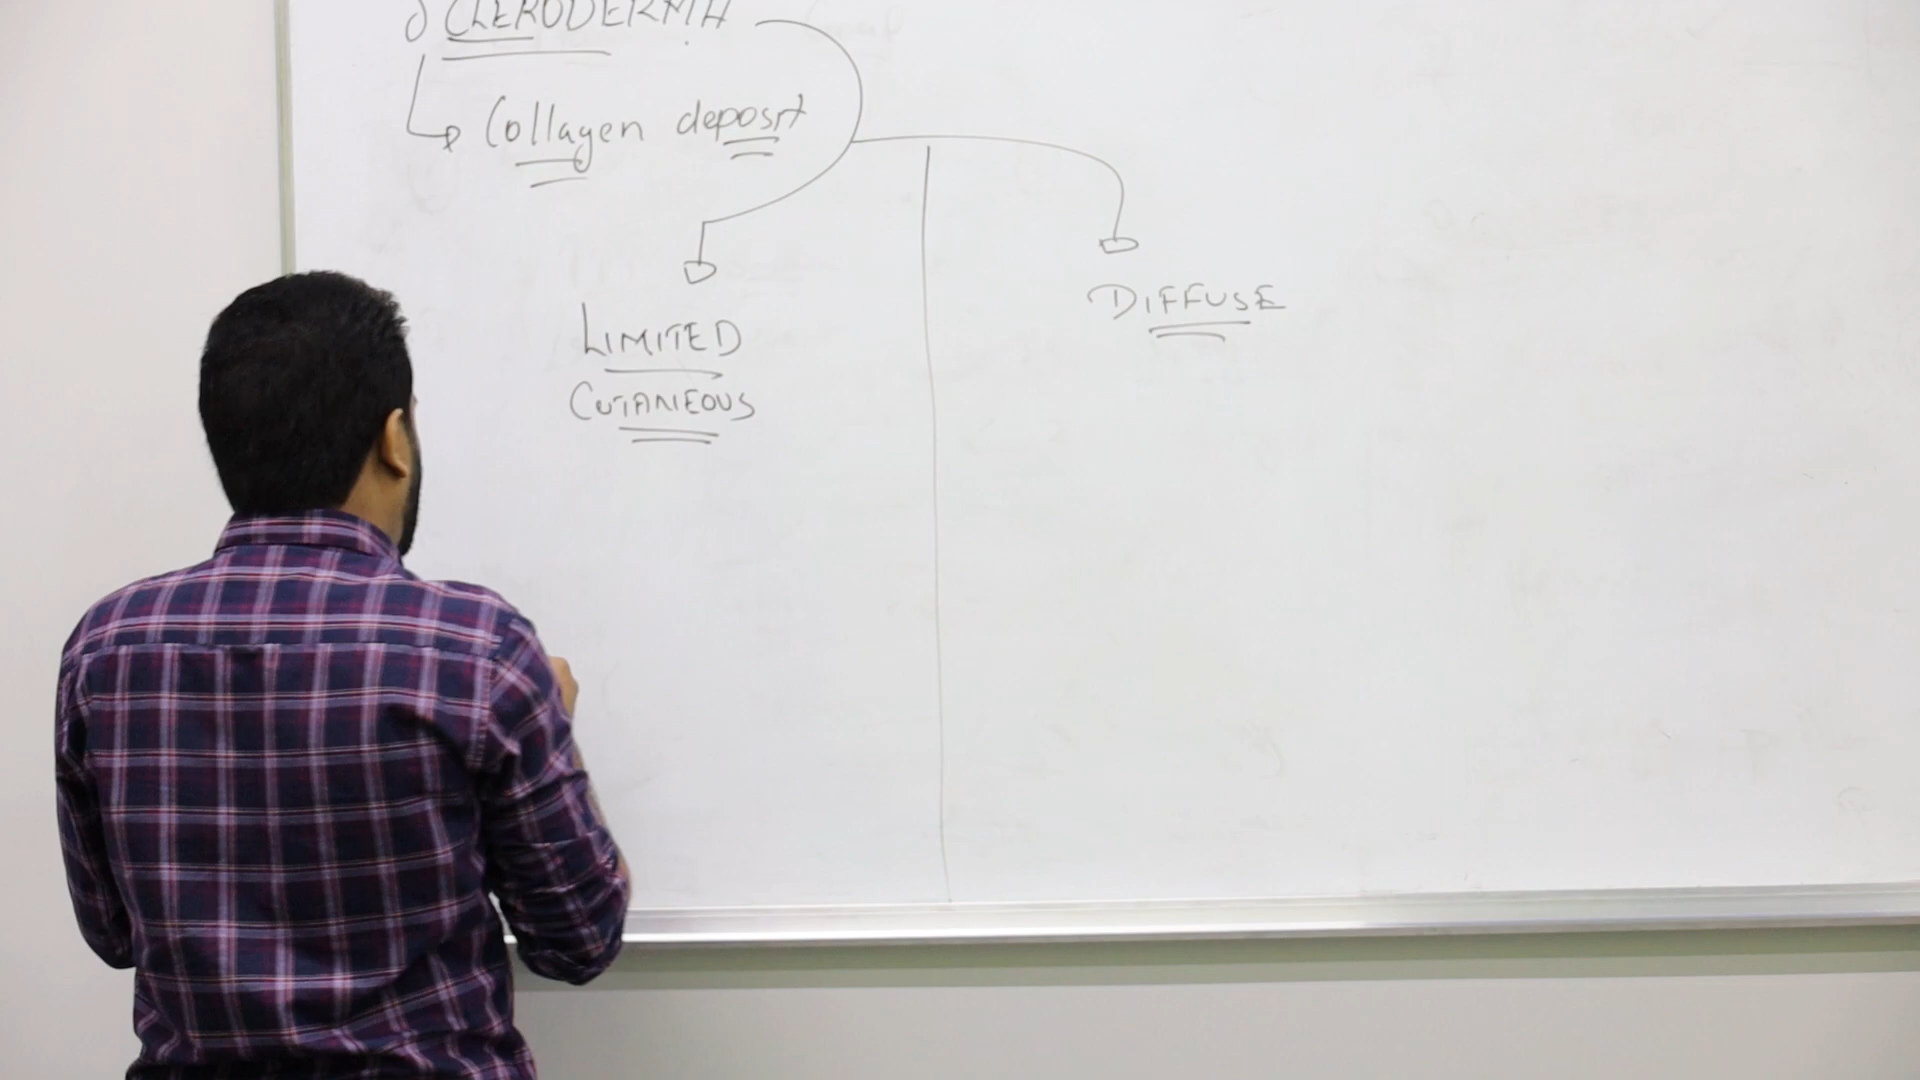 SCLERODERMA
Collagen deposit
LIMITED
CUTANEOUS
DIFFUSE